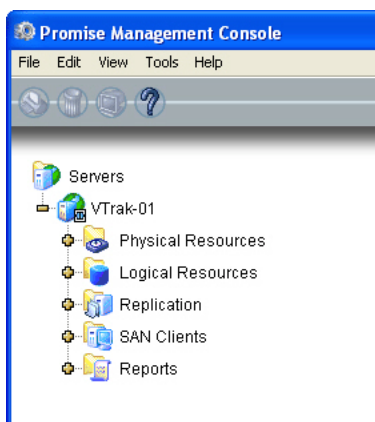 Promise Management Console
File Edit View Tools Help
Servers
VTrak-01
Physical Resources
Logical Resources
Replication
SAN Clients
Reports